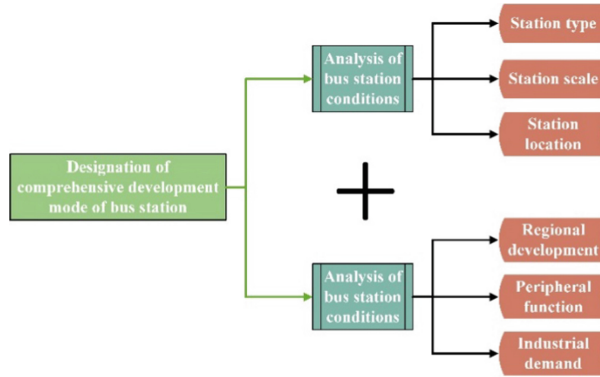 Designation of
comprehensive development
mode of bus station
Analysis of
bus station
conditions
Station type
Station scale
Station
location
+
Analysis of
bus station
conditions
Regional
development
Peripheral
function
Industrial
demand